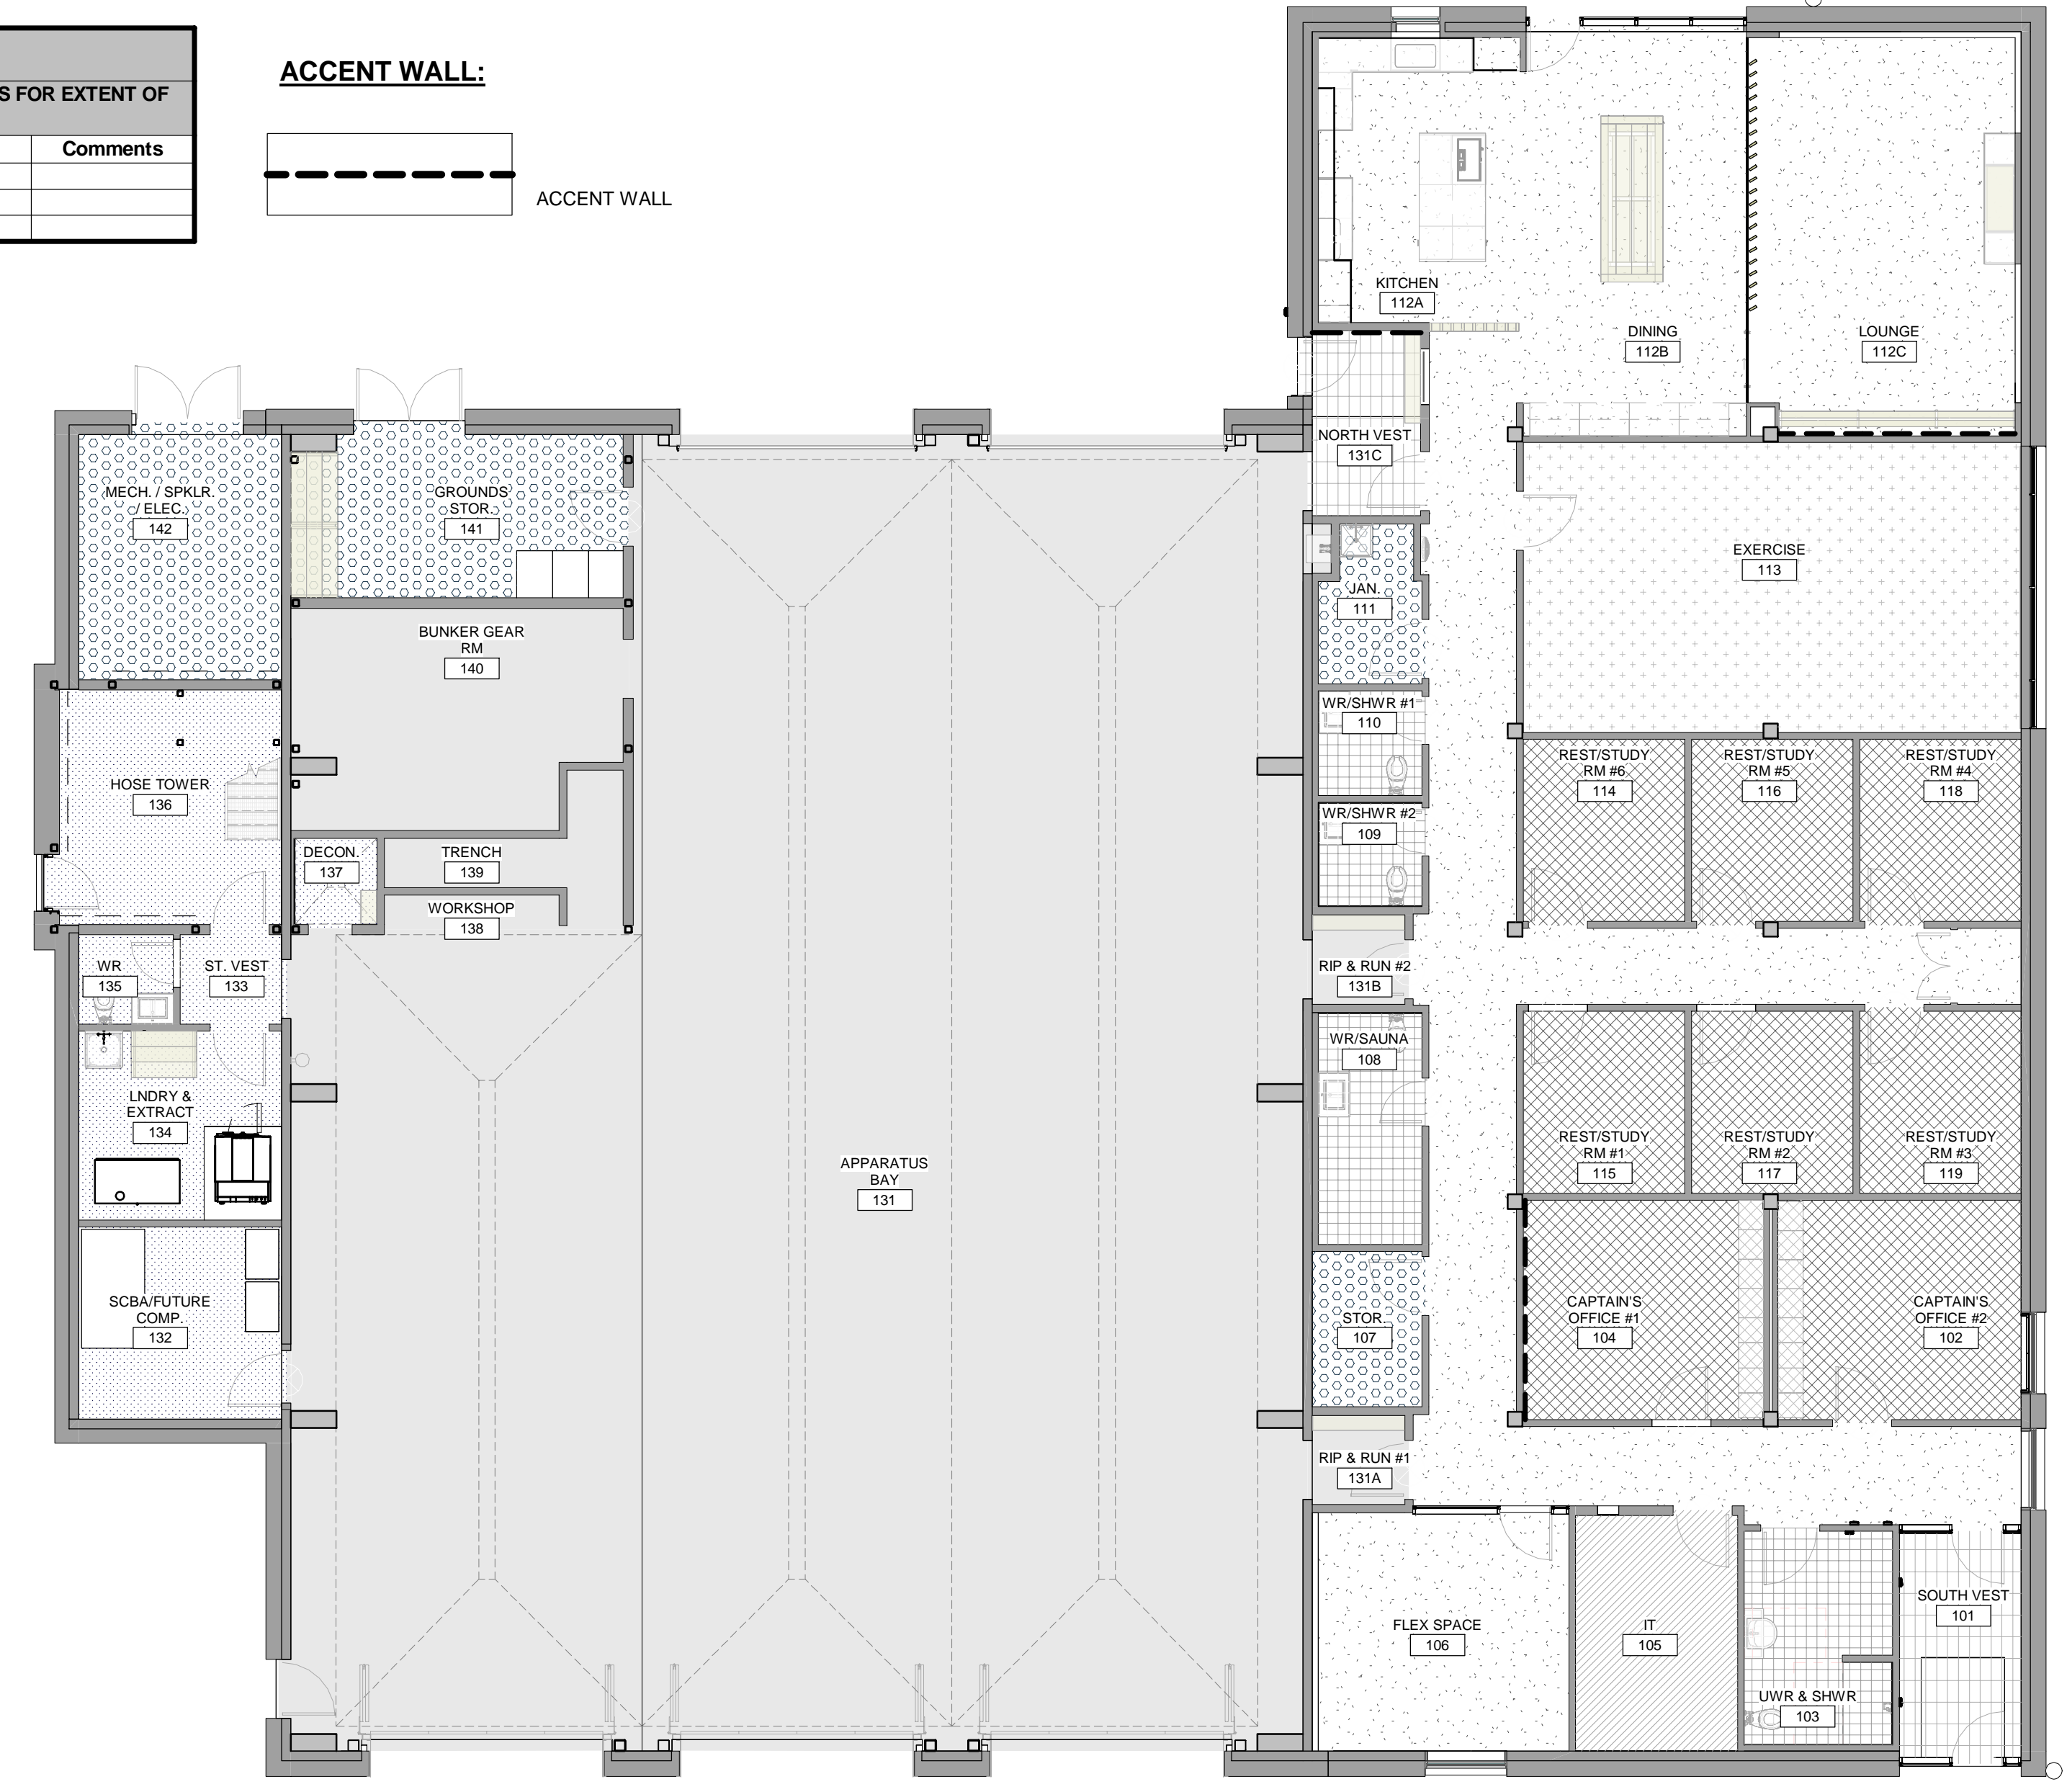 S FOR EXTENT OF
Comments
ACCENT WALL:
ACCENT WALL
KITCHEN
112A
DINING
112B
LOUNGE
112C
NORTH VEST
131C
MECH. / SPKLR.
/ ELEC.
142
GROUNDS
STOR.
141
EXERCISE
113
JAN.
111
BUNKER GEAR
RM
140
WR/SHWR #1
110
REST/STUDY
RM #6
114
REST/STUDY
RM #5
116
REST/STUDY
RM #4
118
HOSE TOWER
136
WR/SHWR #2
109
DECON.
137
TRENCH
139
WORKSHOP
138
WR
135
ST. VEST
133
RIP & RUN #2
131B
WR/SAUNA
108
LNDRY &
EXTRACT
134
REST/STUDY
RM #1
115
REST/STUDY
RM #2
117
REST/STUDY
RM #3
119
APPARATUS
BAY
131
SCBA/FUTURE
COMP.
132
STOR.
107
CAPTAIN'S
OFFICE #1
104
CAPTAIN'S
OFFICE #2
102
RIP & RUN #1
131A
FLEX SPACE
106
IT
105
SOUTH VEST
101
UWR & SHWR
103